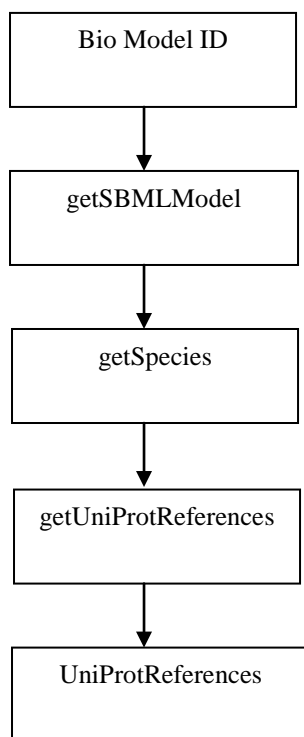 Bio Model ID
getSBMLModel
getSpecies
getUniProtReferences
UniProtReferences